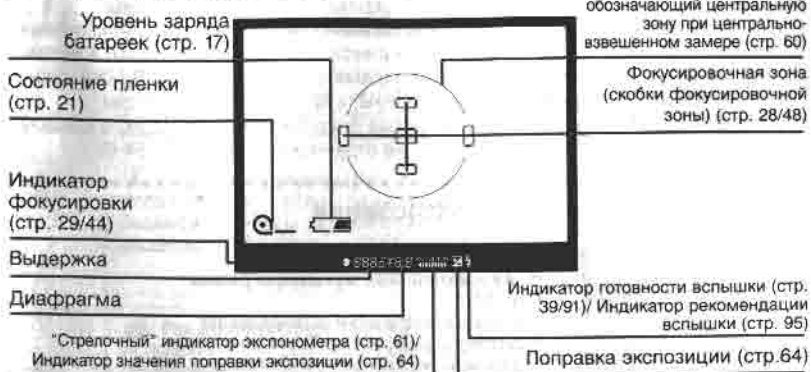 обозначающий центральную
зону при центрально-
взвешенном замере (стр. 60)
Уровень заряда
батареек (стр. 17)
Состояние пленки
(стр. 21)
Фокусировочная зона
(скобки фокусировочной
зоны) (стр. 28/48)
Индикатор
фокусировки
(стр. 29/44)
Выдержка
Диафрагма
Индикатор готовности вспышки (стр.
39/91)/ Индикатор рекомендации
вспышки (стр. 95)
"Стрелочный" индикатор экспонометра (стр. 61)/
Индикатор значения поправки экспозиции (стр. 64)
Поправка экспозиции (стр.64)